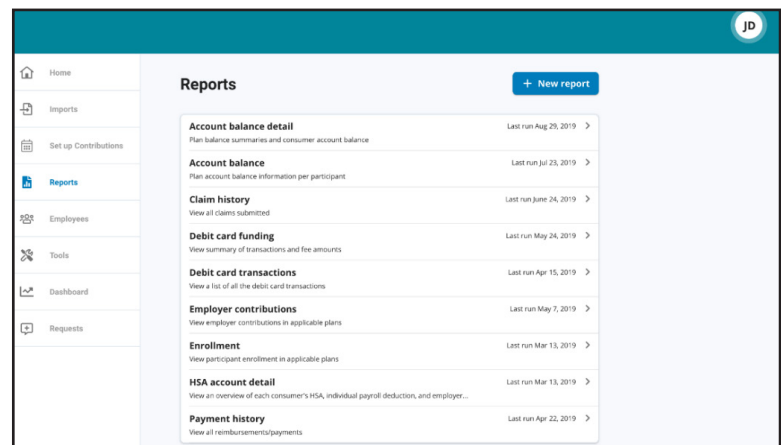 JD
Home
Imports
Set up Contributions
Reports
Employees
Tools
Dashboard
Requests
Reports
+ New report
Account balance detail
Last run Aug 29, 2019
Plan balance summaries and consumer account balance
Account balance
Last run Jul 23, 2019
Plan account balance information per participant
Claim history
Last run June 24, 2019
View all claims submitted
Debit card funding
Last run May 24, 2019
View summary of transactions and fee amounts
Debit card transactions
Last run Apr 15, 2019
View a list of all the debit card transactions
Employer contributions
Last run May 7, 2019
View employer contributions in applicable plans
Enrollment
Last run Mar 13, 2019
View participant enrollment in applicable plans
HSA account detail
Last run Mar 13, 2019
View an overview of each consumer's HSA, individual payroll deduction, and employer...
Payment history
Last run Apr 22, 2019
View all reimbursements/payments